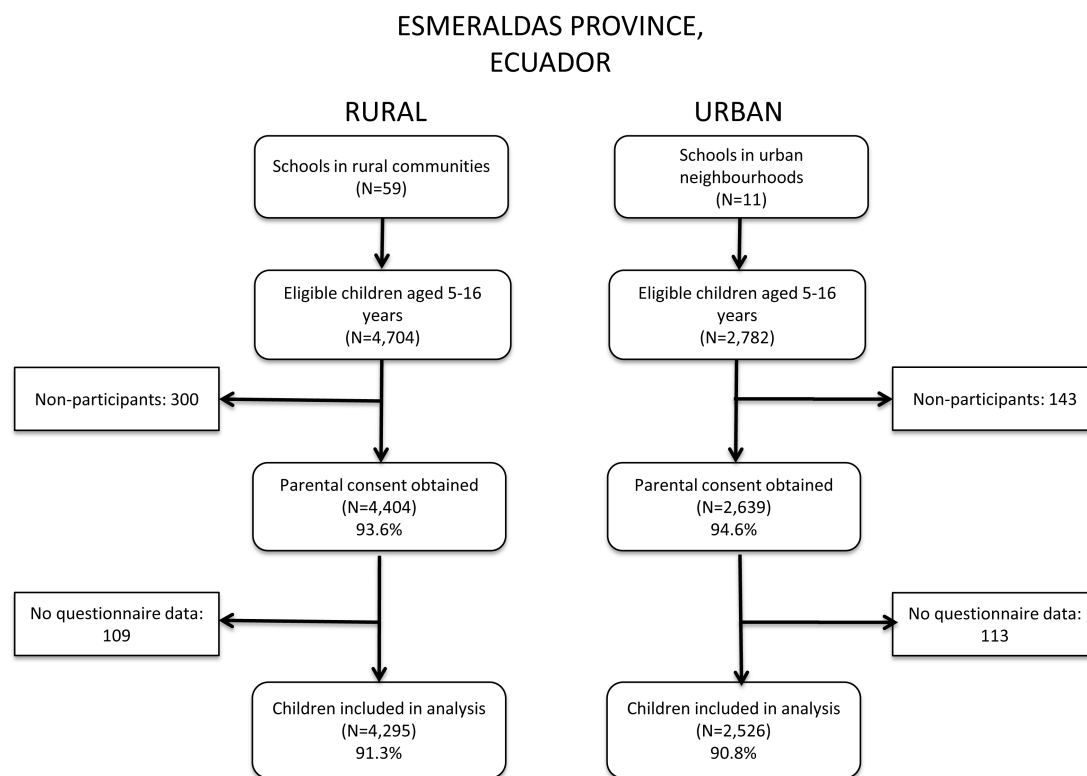 ESMERALDAS PROVINCE,
ECUADOR
RURAL
Schools in rural communities
(N=59)
Eligible children aged 5-16
years
(N=4,704)
Non-participants: 300
Parental consent obtained
(N=4,404)
93.6%
No questionnaire data:
109
Children included in analysis
(N=4,295)
91.3%
URBAN
Schools in urban
neighbourhoods
(N=11)
Eligible children aged 5-16
years
(N=2,782)
Non-participants: 143
Parental consent obtained
(N=2,639)
94.6%
No questionnaire data:
113
Children included in analysis
(N=2,526)
90.8%